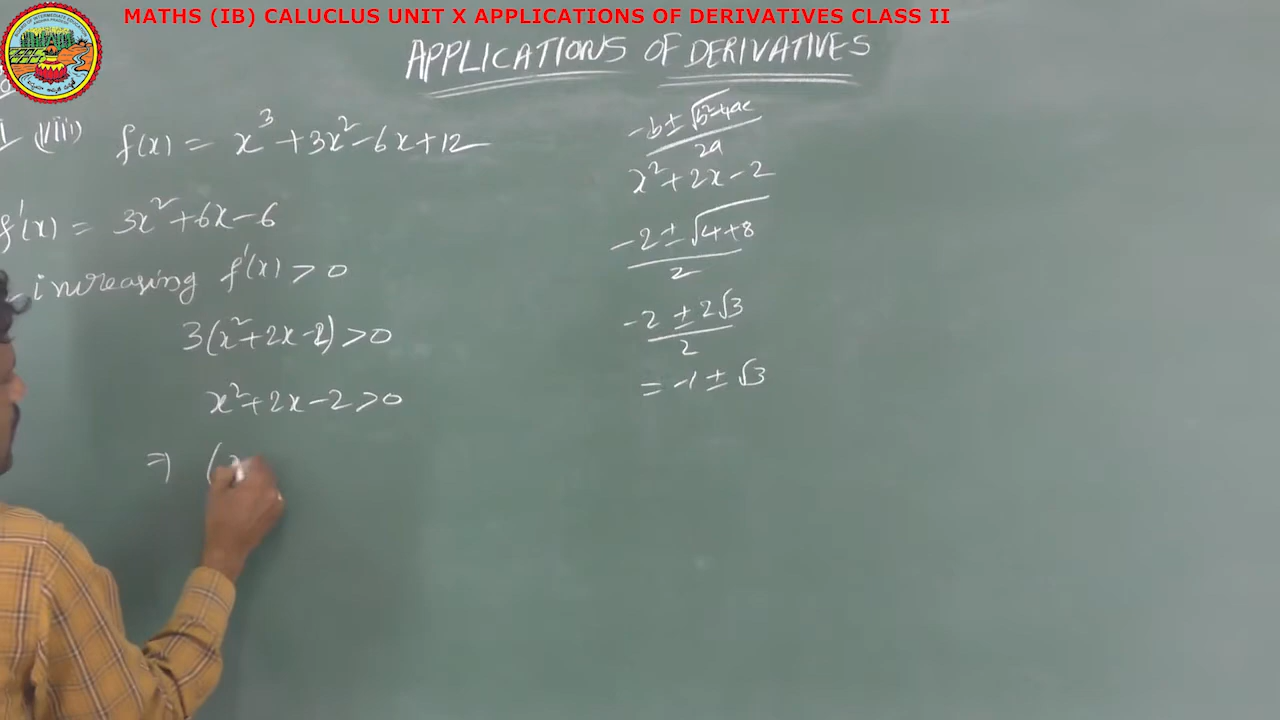 MATHS (IB) CALUCLUS UNIT X APPLICATIONS OF DERIVATIVES CLASS II
APPLICATIONS OF DERIVATIVES
I (viii) f(x) = x³ + 3x² - 6x + 12
f'(x) = 3x² + 6x - 6
increasing f'(x) > 0
3(x² + 2x - 2) > 0
x² + 2x - 2 > 0
⇒ (x
-b ± √b² - 4ac
2a
x² + 2x - 2
-2 ± √4+8
2
-2 ± 2√3
2
= -1 ± √3